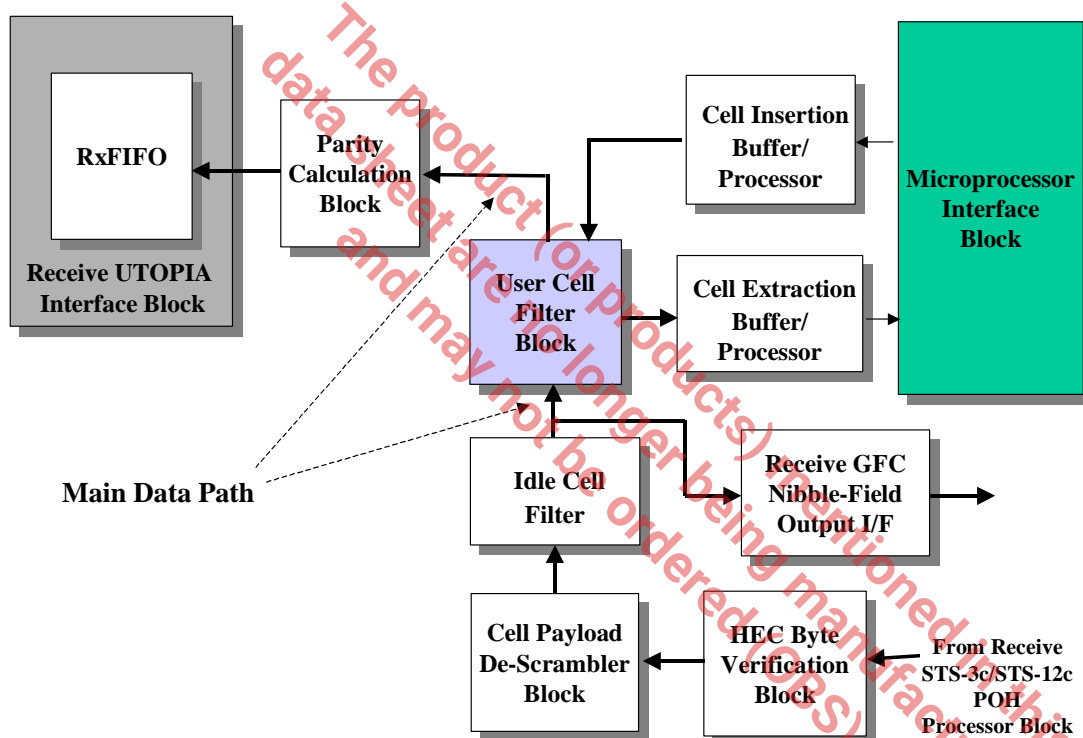 RxFIFO
Receive UTOPIA
Interface Block
Parity
Calculation
Block
Cell Insertion
Buffer/
Processor
Microprocessor
Interface
Block
User Cell
Filter
Block
Cell Extraction
Buffer/
Processor
Main Data Path
Idle Cell
Filter
Receive GFC
Nibble-Field
Output I/F
Cell Payload
De-Scrambler
Block
HEC Byte
Verification
Block
From Receive
STS-3c/STS-12c
POH
Processor Block
The product (or products) mentioned in this
data sheet are no longer being manufact
and may not be ordered (OBS)